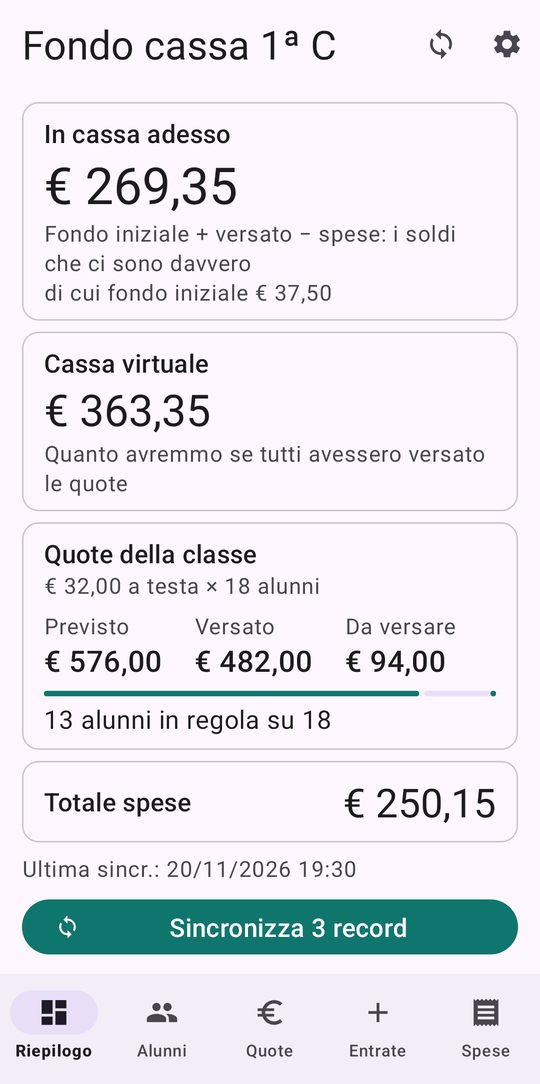 Fondo cassa 1ª C
In cassa adesso
€ 269,35
Fondo iniziale + versato − spese: i soldi
che ci sono davvero
di cui fondo iniziale € 37,50
Cassa virtuale
€ 363,35
Quanto avremmo se tutti avessero versato
le quote
Quote della classe
€ 32,00 a testa × 18 alunni
Previsto Versato Da versare
€ 576,00 € 482,00 € 94,00
13 alunni in regola su 18
Totale spese € 250,15
Ultima sincr.: 20/11/2026 19:30
Sincronizza 3 record
Riepilogo Alunni Quote Entrate Spese